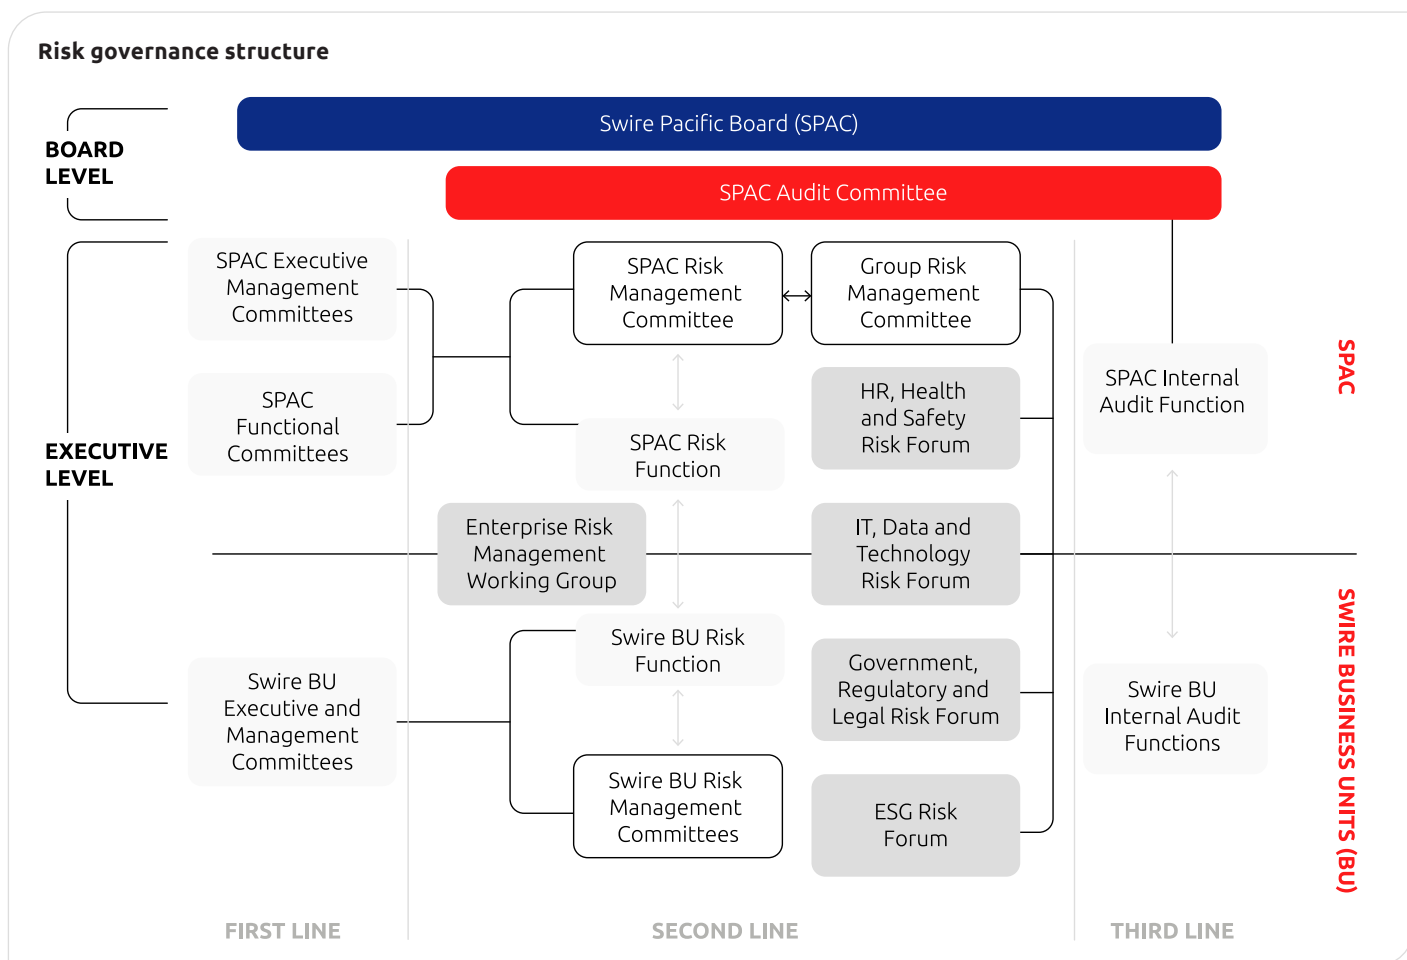 Risk governance structure
BOARD
LEVEL
Swire Pacific Board (SPAC)
SPAC Audit Committee
EXECUTIVE
LEVEL
SPAC Executive
Management
Committees
SPAC
Functional
Committees
Swire BU
Executive and
Management
Committees
SPAC Risk
Management
Committee
SPAC Risk
Function
Enterprise Risk
Management
Working Group
Swire BU Risk
Function
Swire BU Risk
Management
Committees
Group Risk
Management
Committee
HR, Health
and Safety
Risk Forum
IT, Data and
Technology
Risk Forum
Government,
Regulatory and
Legal Risk Forum
ESG Risk
Forum
SPAC Internal
Audit Function
Swire BU
Internal Audit
Functions
SPAC
SWIRE BUSINESS UNITS (BU)
FIRST LINE
SECOND LINE
THIRD LINE